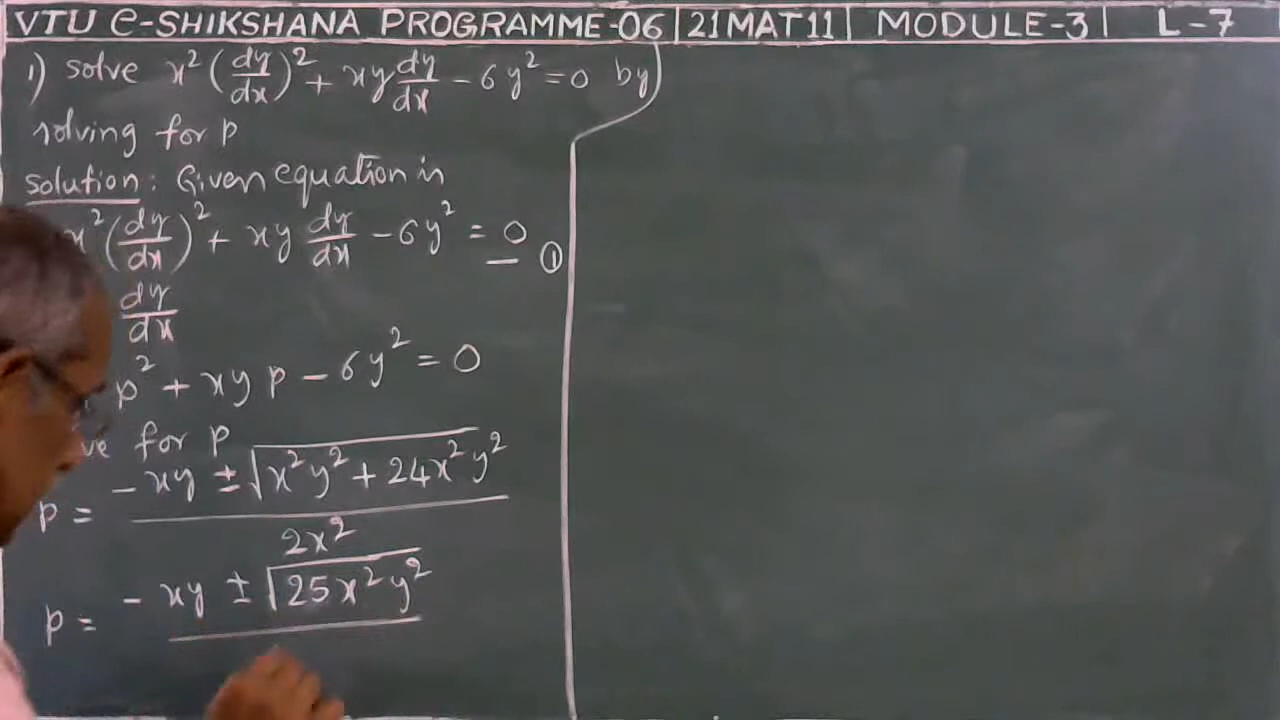 VTU e-SHIKSHANA PROGRAMME-06 | 21MAT11 | MODULE-3 | L-7
1) solve x² (dy/dx)² + xy dy/dx - 6y² = 0 by
solving for p
solution: Given equation is
x² (dy/dx)² + xy dy/dx - 6y² = 0 — ①
dy/dx
p² + xy p - 6y² = 0
for p
p = (-xy ± √(x²y² + 24x²y²)) / 2x²
p = -xy ± √(25x²y²)